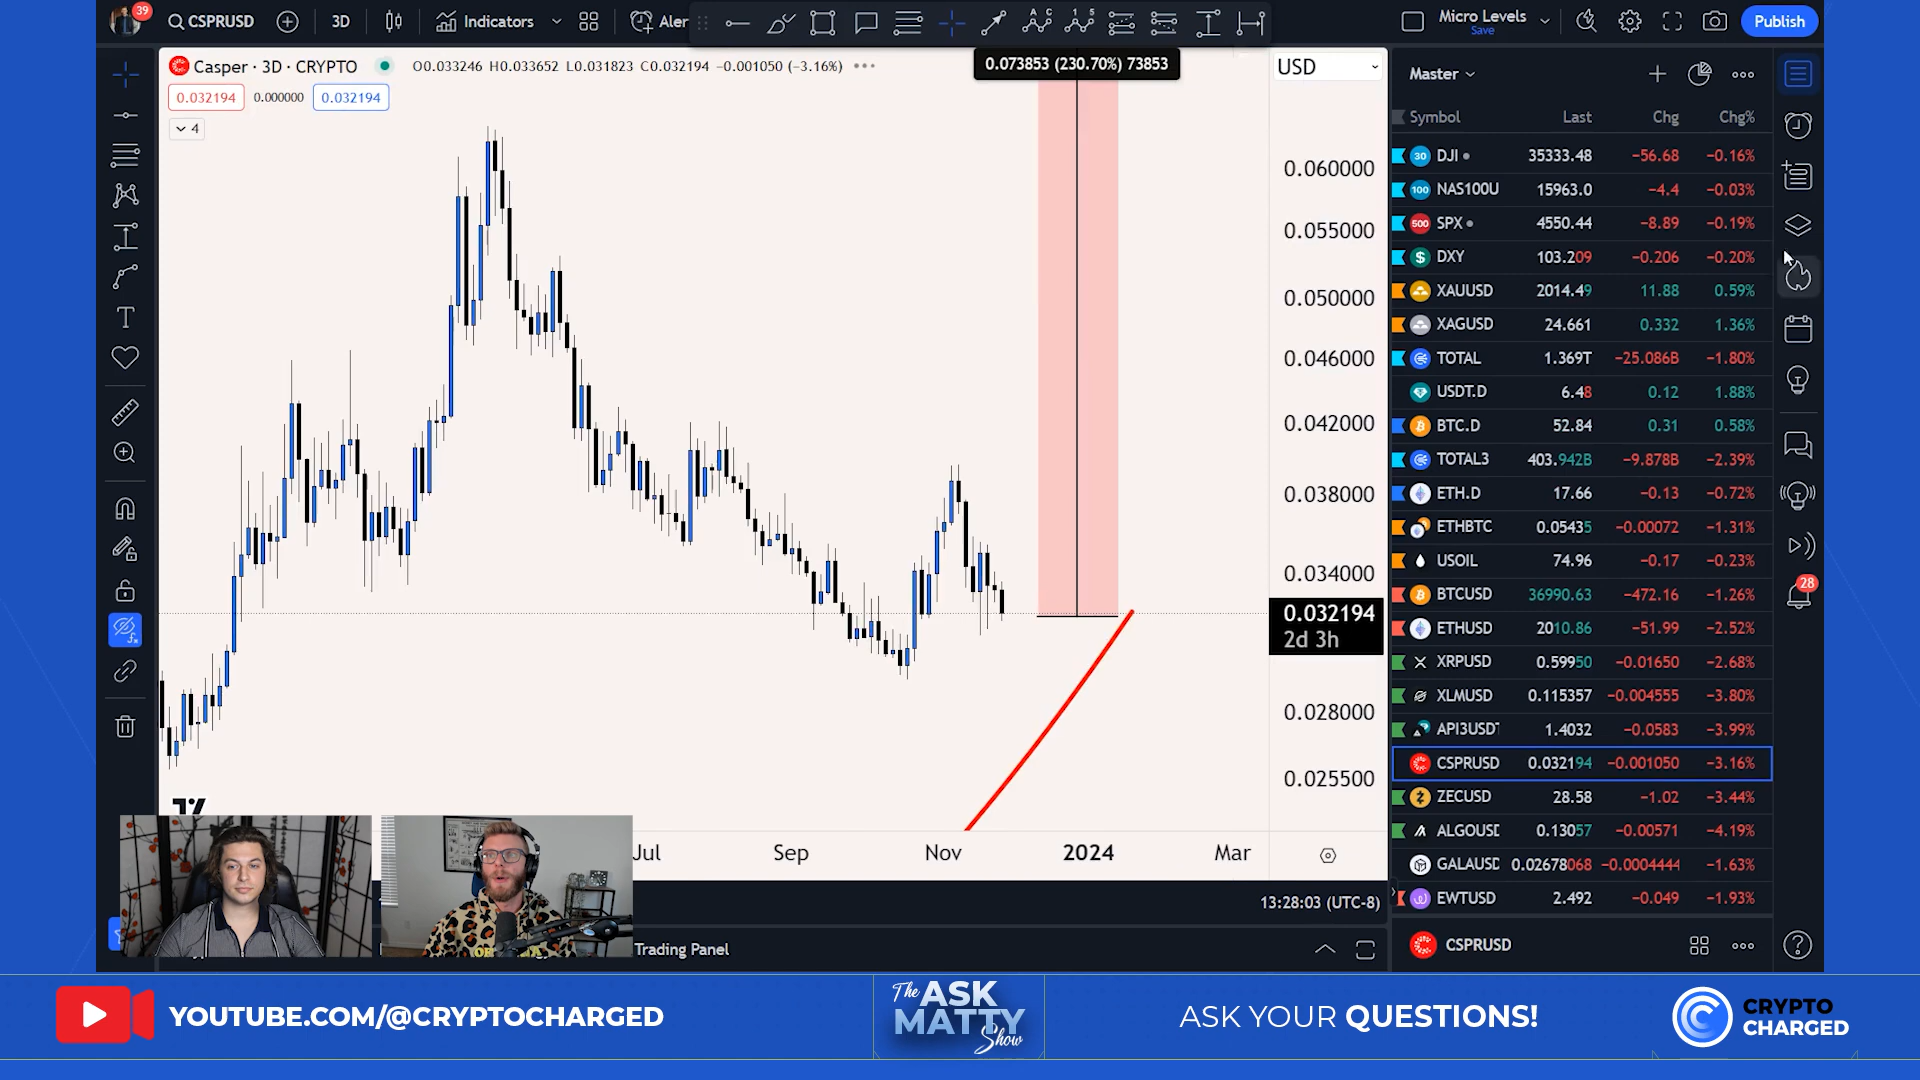 39
CSPRUSD
3D
Indicators
Aler
Micro Levels
Save
Publish
Casper · 3D · CRYPTO
O0.033246 H0.033652 L0.031823 C0.032194 −0.001050 (−3.16%)
0.032194 0.000000 0.032194
4
0.073853 (230.70%) 73853
USD
0.060000
0.055000
0.050000
0.046000
0.042000
0.038000
0.034000
0.032194
2d 3h
0.028000
0.025500
Jul Sep Nov 2024 Mar
13:28:03 (UTC-8)
Trading Panel
Master
Symbol Last Chg Chg%
30 DJI 35333.48 −56.68 −0.16%
100 NAS100U 15963.0 −4.4 −0.03%
500 SPX 4550.44 −8.89 −0.19%
DXY 103.209 −0.206 −0.20%
XAUUSD 2014.49 11.88 0.59%
XAGUSD 24.661 0.332 1.36%
TOTAL 1.369T −25.086B −1.80%
USDT.D 6.48 0.12 1.88%
BTC.D 52.84 0.31 0.58%
TOTAL3 403.942B −9.878B −2.39%
ETH.D 17.66 −0.13 −0.72%
ETHBTC 0.05435 −0.00072 −1.31%
USOIL 74.96 −0.17 −0.23%
BTCUSD 36990.63 −472.16 −1.26%
ETHUSD 2010.86 −51.99 −2.52%
XRPUSD 0.59950 −0.01650 −2.68%
XLMUSD 0.115357 −0.004555 −3.80%
API3USDT 1.4032 −0.0583 −3.99%
CSPRUSD 0.032194 −0.001050 −3.16%
ZECUSD 28.58 −1.02 −3.44%
ALGOUSD 0.13057 −0.00571 −4.19%
GALAUSD 0.02678068 −0.0004444 −1.63%
EWTUSD 2.492 −0.049 −1.93%
CSPRUSD
28
YOUTUBE.COM/@CRYPTOCHARGED
The ASK
MATTY
Show
ASK YOUR QUESTIONS!
CRYPTO
CHARGED